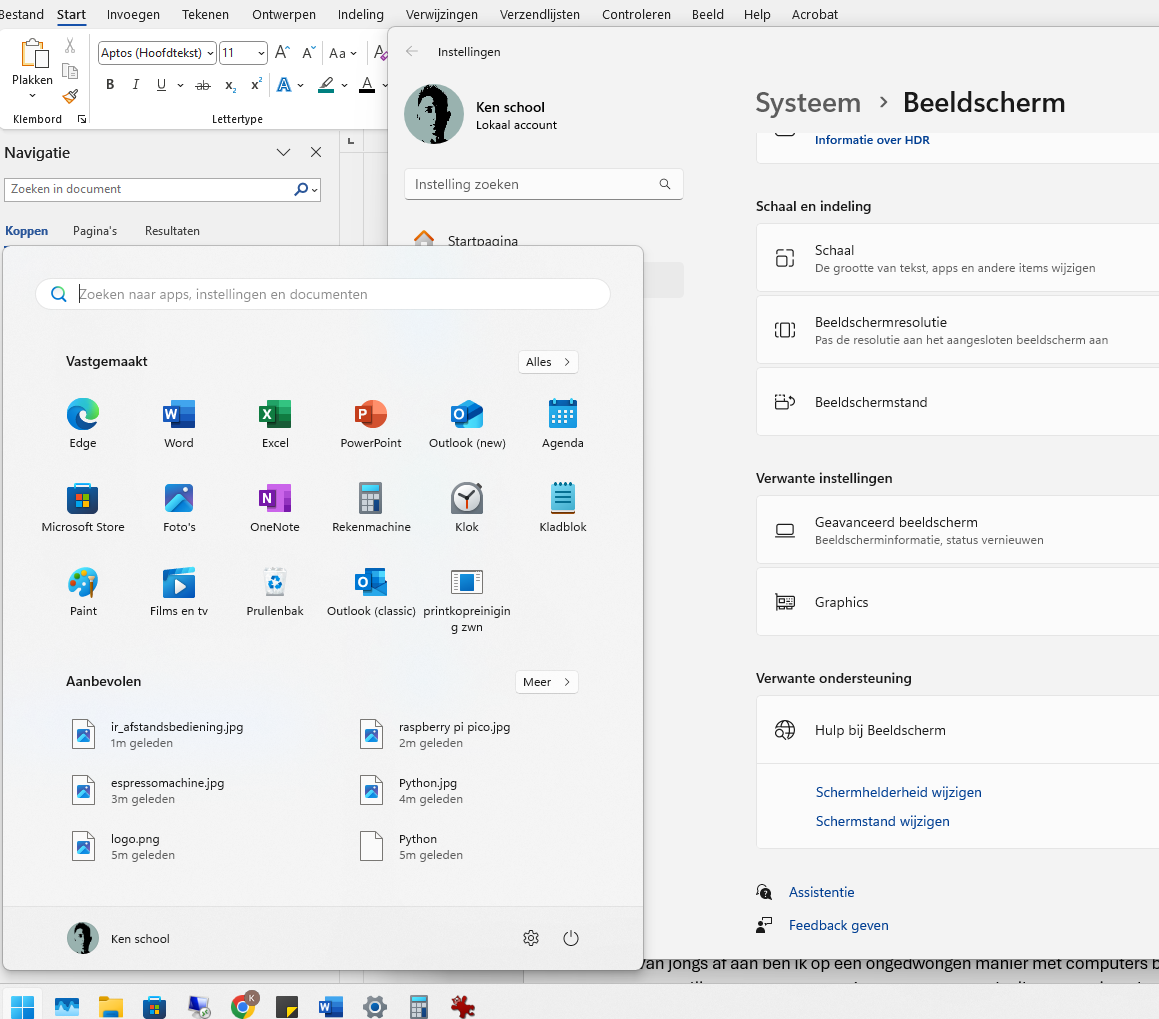 Bestand Start Invoegen Tekenen Ontwerpen Indeling Verwijzingen Verzendlijsten Controleren Beeld Help Acrobat
Plakken
Klembord
Aptos (Hoofdtekst) 11
Aa
B I U ab x₂ x² A A
Lettertype
Navigatie
Zoeken in document
Koppen Pagina's Resultaten
Instellingen
Ken school
Lokaal account
Instelling zoeken
Startpagina
Systeem > Beeldscherm
Informatie over HDR
Schaal en indeling
Schaal
De grootte van tekst, apps en andere items wijzigen
Beeldschermresolutie
Pas de resolutie aan het aangesloten beeldscherm aan
Beeldschermstand
Verwante instellingen
Geavanceerd beeldscherm
Beeldscherminformatie, status vernieuwen
Graphics
Verwante ondersteuning
Hulp bij Beeldscherm
Schermhelderheid wijzigen
Schermstand wijzigen
Assistentie
Feedback geven
Zoeken naar apps, instellingen en documenten
Vastgemaakt
Alles >
Edge Word Excel PowerPoint Outlook (new) Agenda
Microsoft Store Foto's OneNote Rekenmachine Klok Kladblok
Paint Films en tv Prullenbak Outlook (classic) printkopreinigin
g zwn
Aanbevolen
Meer >
ir_afstandsbediening.jpg
1m geleden
raspberry pi pico.jpg
2m geleden
espressomachine.jpg
3m geleden
Python.jpg
4m geleden
logo.png
5m geleden
Python
5m geleden
Ken school
van jongs af aan ben ik op een ongedwongen manier met computers